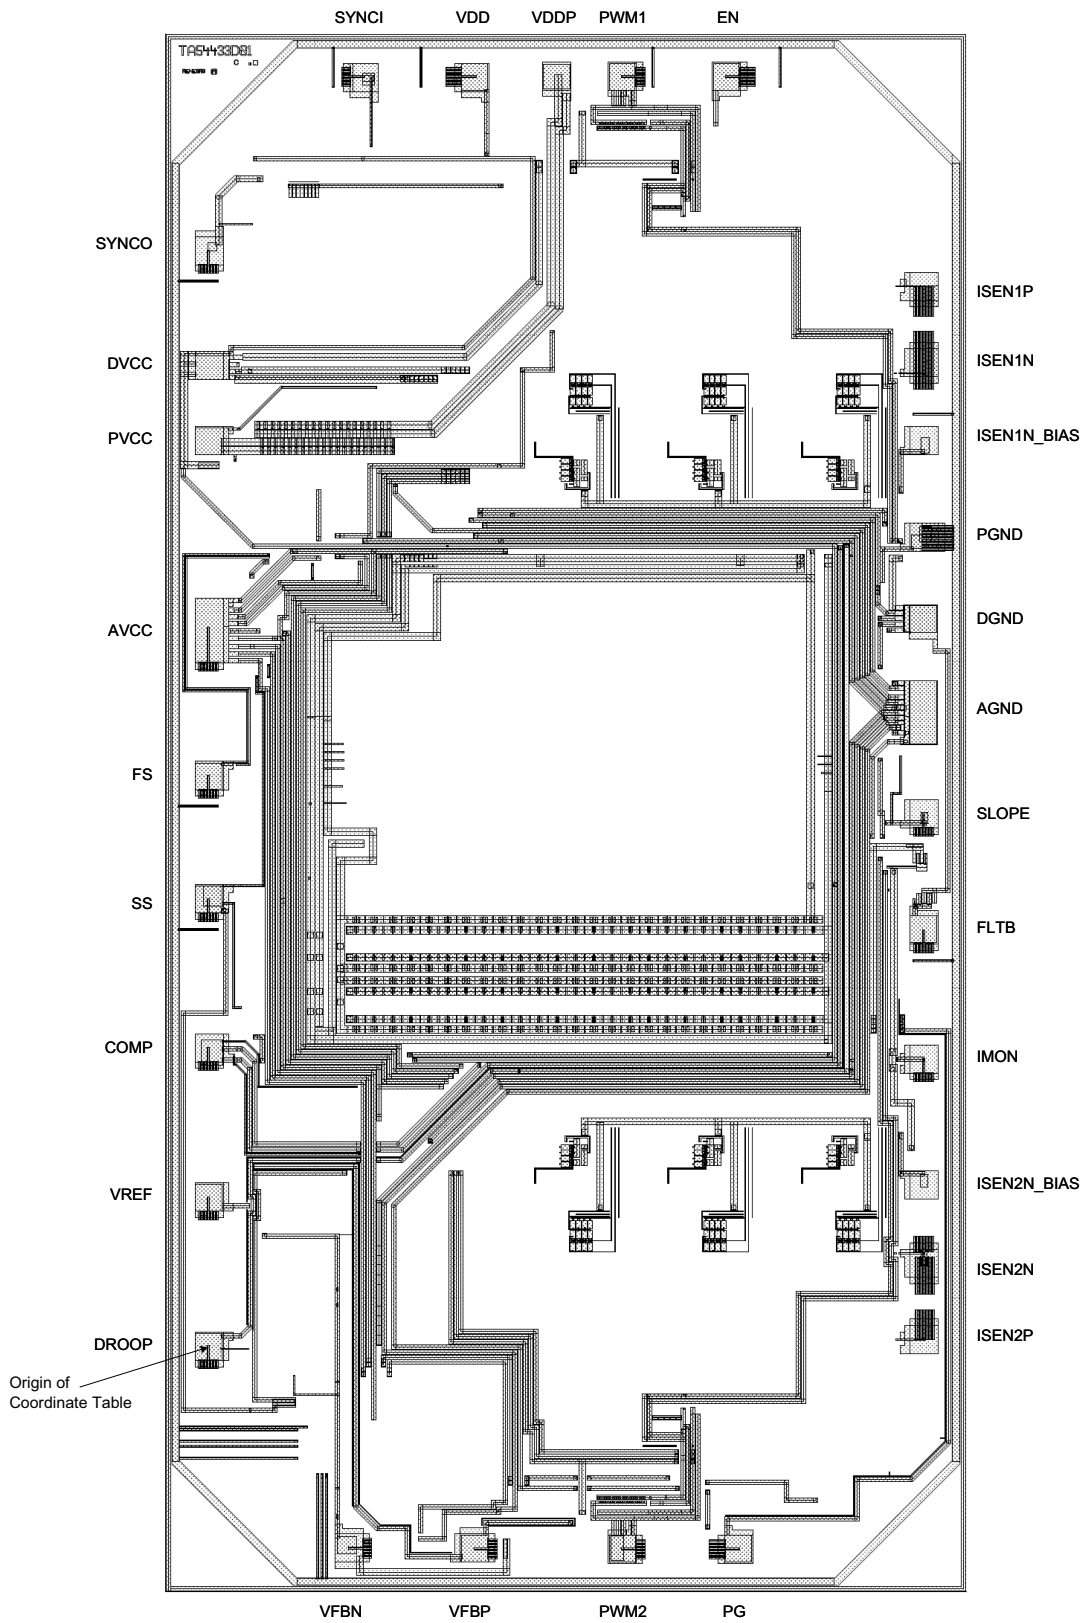 SYNCI VDD VDDP PWM1 EN
TA54433D01
C
SYNCO
ISEN1P
DVCC
ISEN1N
PVCC
ISEN1N_BIAS
PGND
DGND
AVCC
AGND
FS
SLOPE
SS
FLTB
COMP
IMON
VREF
ISEN2N_BIAS
ISEN2N
DROOP
ISEN2P
Origin of
Coordinate Table
VFBN VFBP PWM2 PG